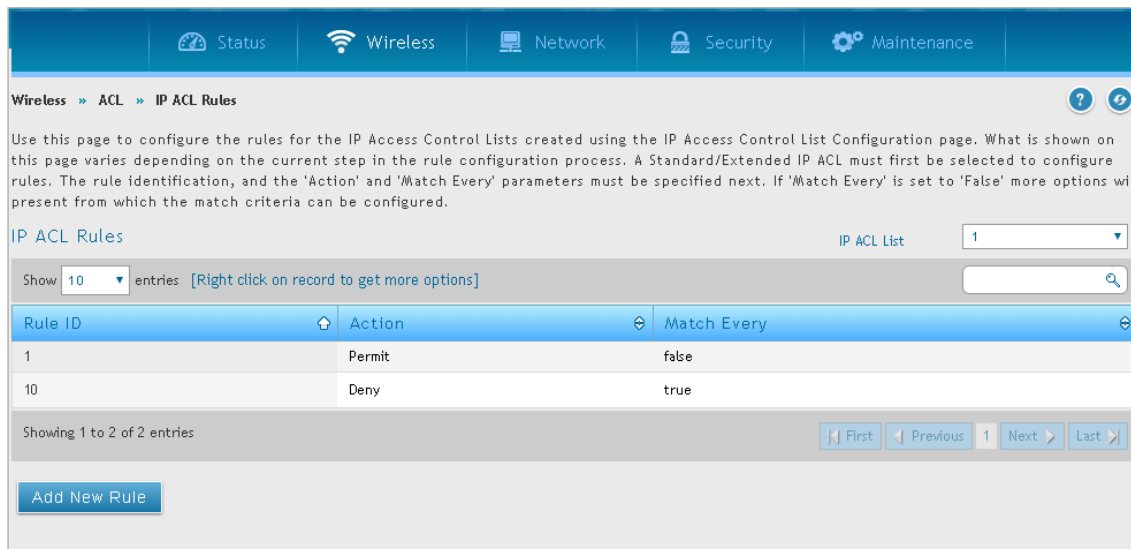 Status Wireless Network Security Maintenance
Wireless » ACL » IP ACL Rules
Use this page to configure the rules for the IP Access Control Lists created using the IP Access Control List Configuration page. What is shown on
this page varies depending on the current step in the rule configuration process. A Standard/Extended IP ACL must first be selected to configure
rules. The rule identification, and the 'Action' and 'Match Every' parameters must be specified next. If 'Match Every' is set to 'False' more options wi
present from which the match criteria can be configured.
IP ACL Rules IP ACL List 1
Show 10 entries [Right click on record to get more options]
Rule ID Action Match Every
1 Permit false
10 Deny true
Showing 1 to 2 of 2 entries First Previous 1 Next Last
Add New Rule